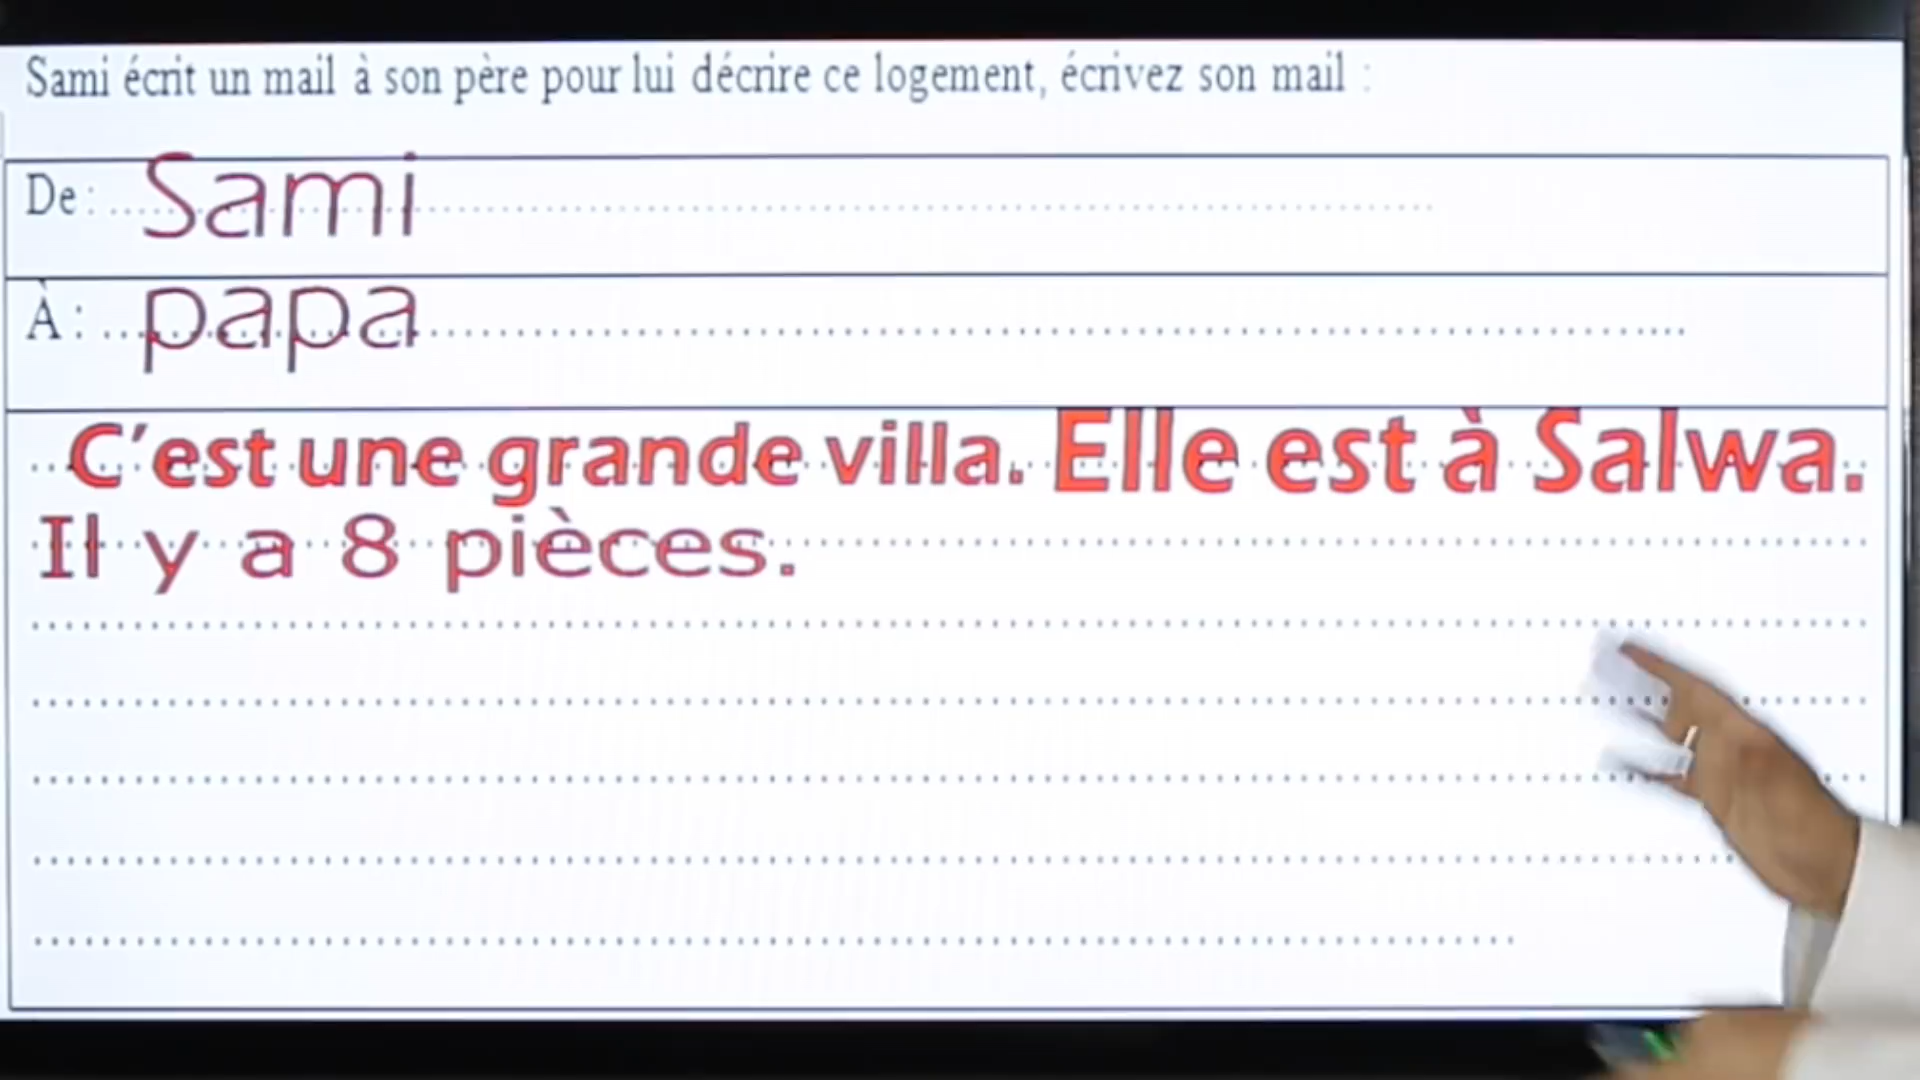 Sami écrit un mail à son père pour lui décrire ce logement, écrivez son mail :
De : Sami
À : papa
C'est une grande villa. Elle est à Salwa.
Il y a 8 pièces.